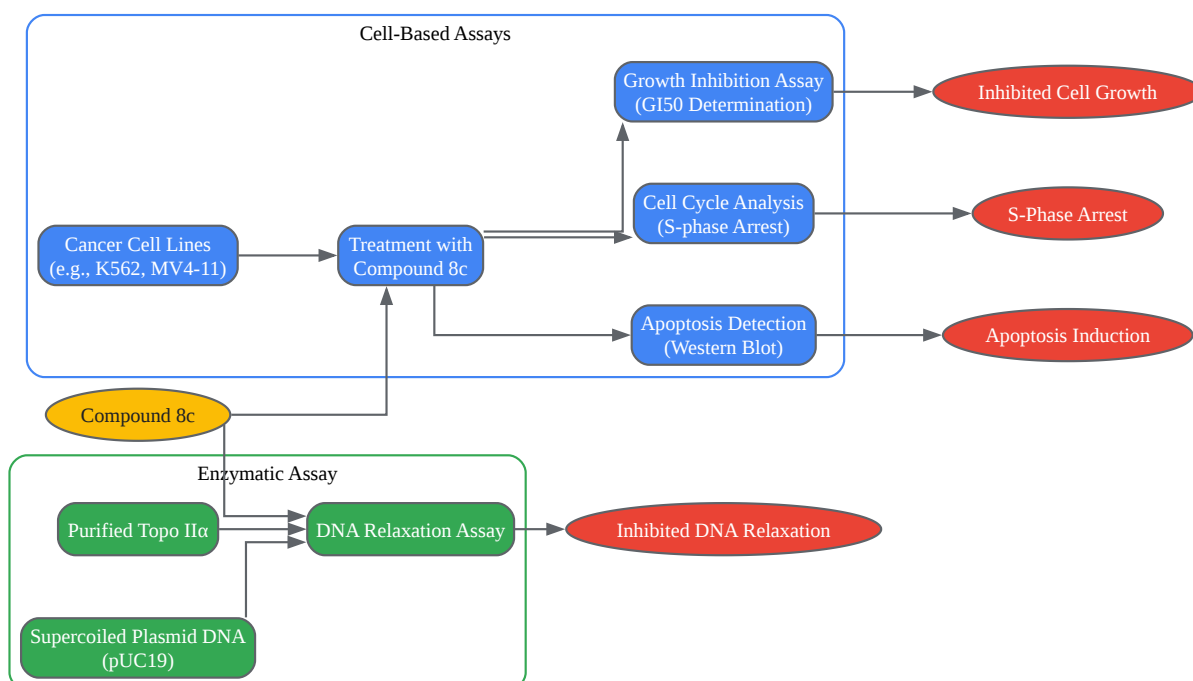 Cell-Based Assays
Growth Inhibition Assay
(GI50 Determination)
Inhibited Cell Growth
Cell Cycle Analysis
(S-phase Arrest)
S-Phase Arrest
Cancer Cell Lines
(e.g., K562, MV4-11)
Treatment with
Compound 8c
Apoptosis Detection
(Western Blot)
Apoptosis Induction
Compound 8c
Enzymatic Assay
Purified Topo IIα
DNA Relaxation Assay
Inhibited DNA Relaxation
Supercoiled Plasmid DNA
(pUC19)